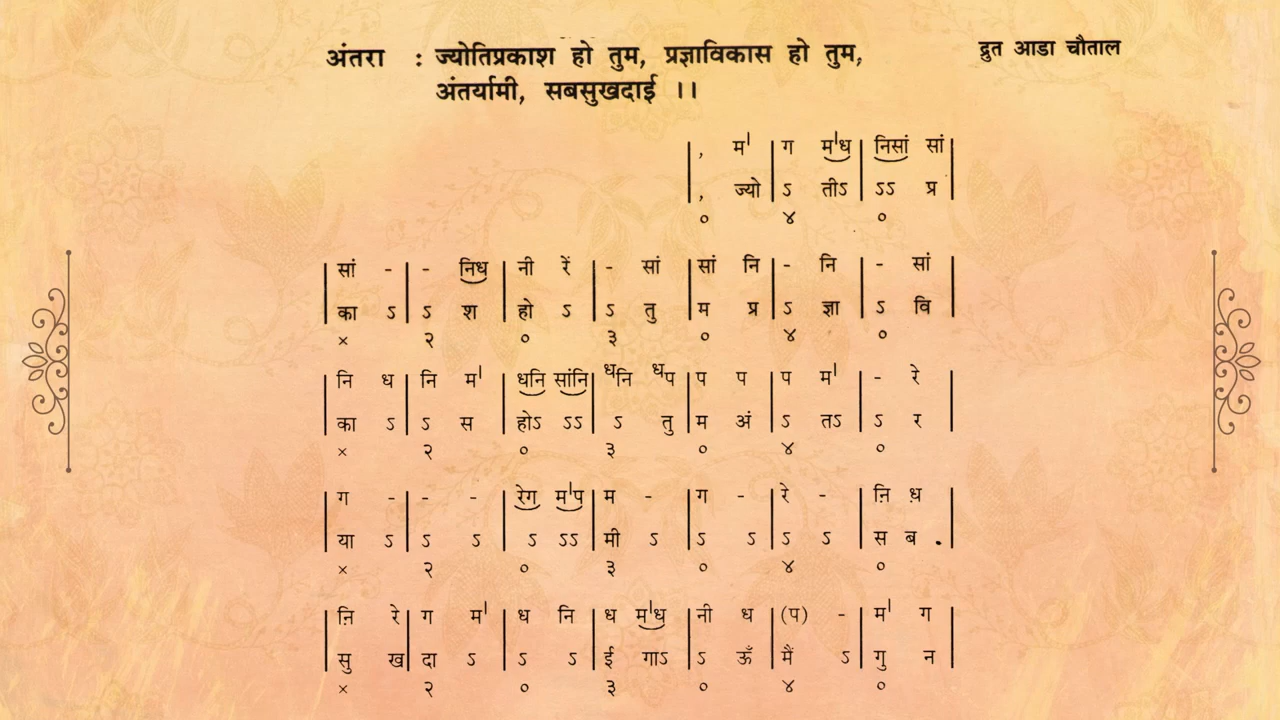 अंतरा : ज्योतिप्रकाश हो तुम, प्रज्ञाविकास हो तुम, द्रुत आडा चौताल
अंतर्यामी, सबसुखदाई ।।
| , म' | ग म'ध | निसां सां |
| , ज्यो | ऽ तीऽ | ऽऽ प्र |
० ४ ०
| सां - | - निध | नी रें | - सां | सां नि | - नि | - सां |
| का ऽ | ऽ श | हो ऽ | ऽ तु | म प्र | ऽ ज्ञा | ऽ वि |
× २ ० ३ ० ४ ०
| नि ध | नि म' | धनि सांनि | धनि धप | प प | प म' | - रे |
| का ऽ | ऽ स | होऽ ऽऽ | ऽ तु | म अं | ऽ तऽ | ऽ र |
× २ ० ३ ० ४ ०
| ग - | - - | रेग म'प | म - | ग - | रे - | ऩि ध़ |
| या ऽ | ऽ ऽ | ऽ ऽऽ | मी ऽ | ऽ ऽ | ऽ ऽ | स ब . |
× २ ० ३ ० ४ ०
| ऩि रे | ग म' | ध नि | ध म'ध | नी ध | (प) - | म' ग |
| सु ख | दा ऽ | ऽ ऽ | ई गाऽ | ऽ ऊँ | मैं ऽ | गु न |
× २ ० ३ ० ४ ०